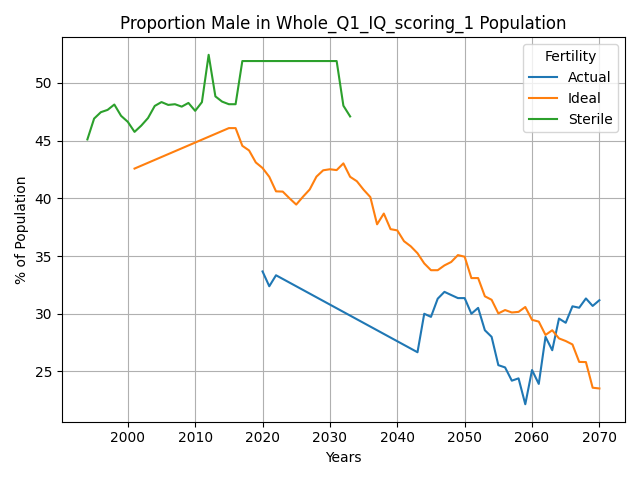 Proportion Male in Whole_Q1_IQ_scoring_1 Population
% of Population
50
45
40
35
30
25
Fertility
Actual
Ideal
Sterile
2000 2010 2020 2030 2040 2050 2060 2070
Years